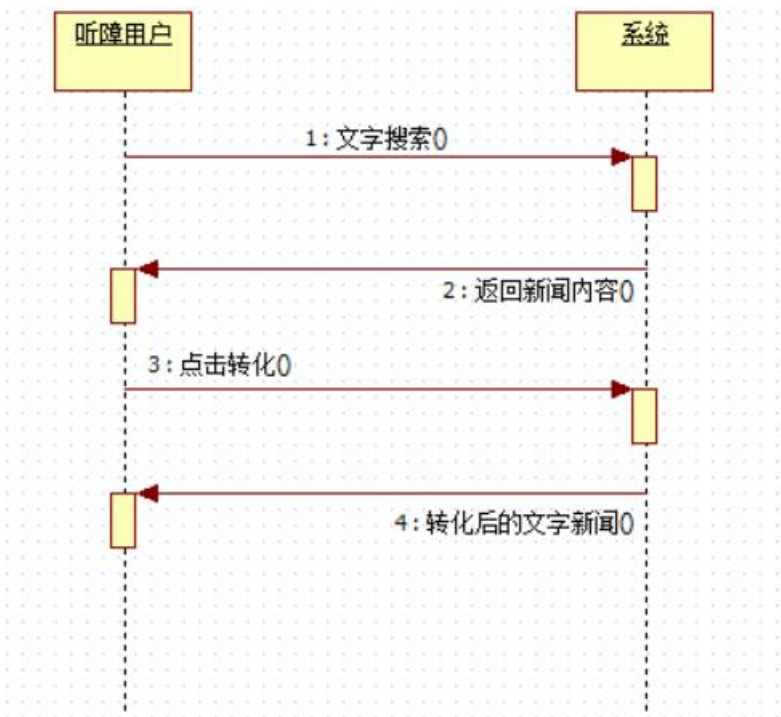 听障用户
系统
1:文字搜索()
2:返回新闻内容()
3:点击转化()
4:转化后的文字新闻()